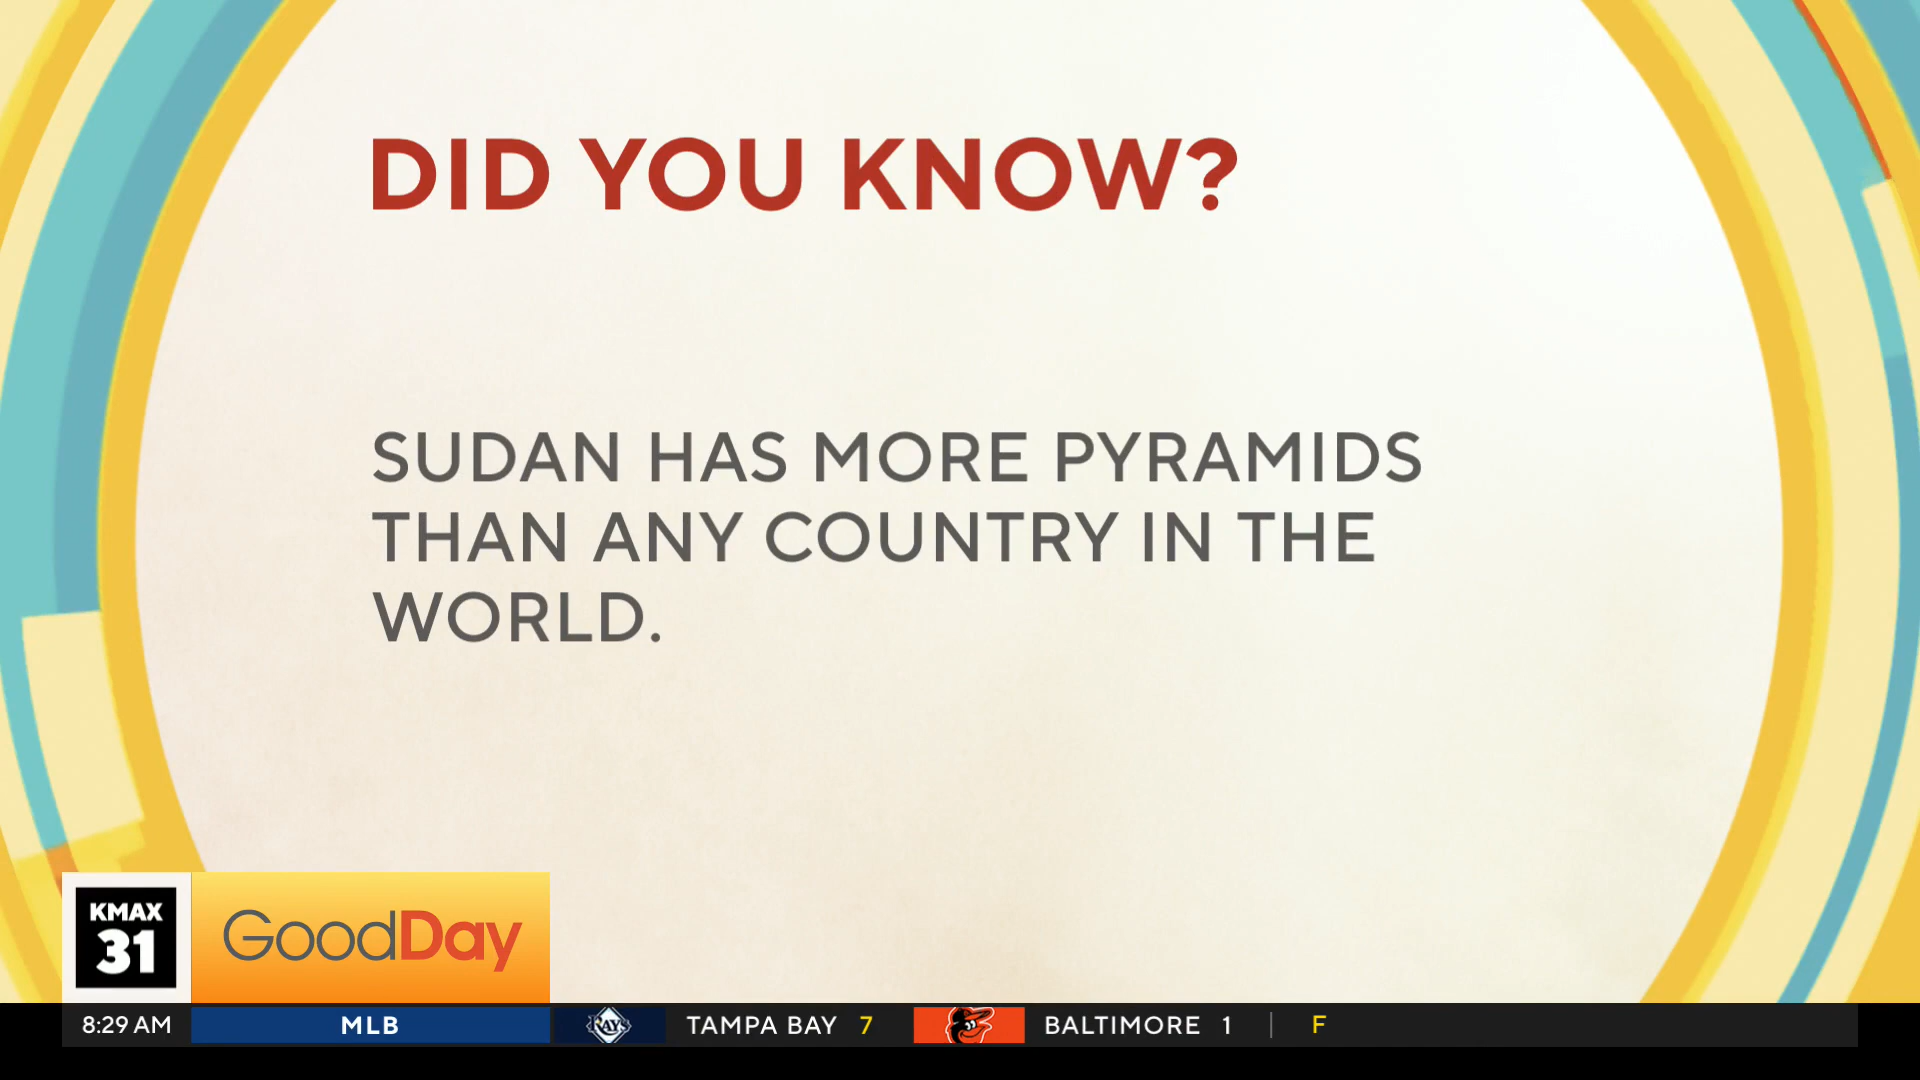 DID YOU KNOW?
SUDAN HAS MORE PYRAMIDS
THAN ANY COUNTRY IN THE
WORLD.
KMAX
31
GoodDay
8:29 AM MLB RAYS TAMPA BAY 7 BALTIMORE 1 | F